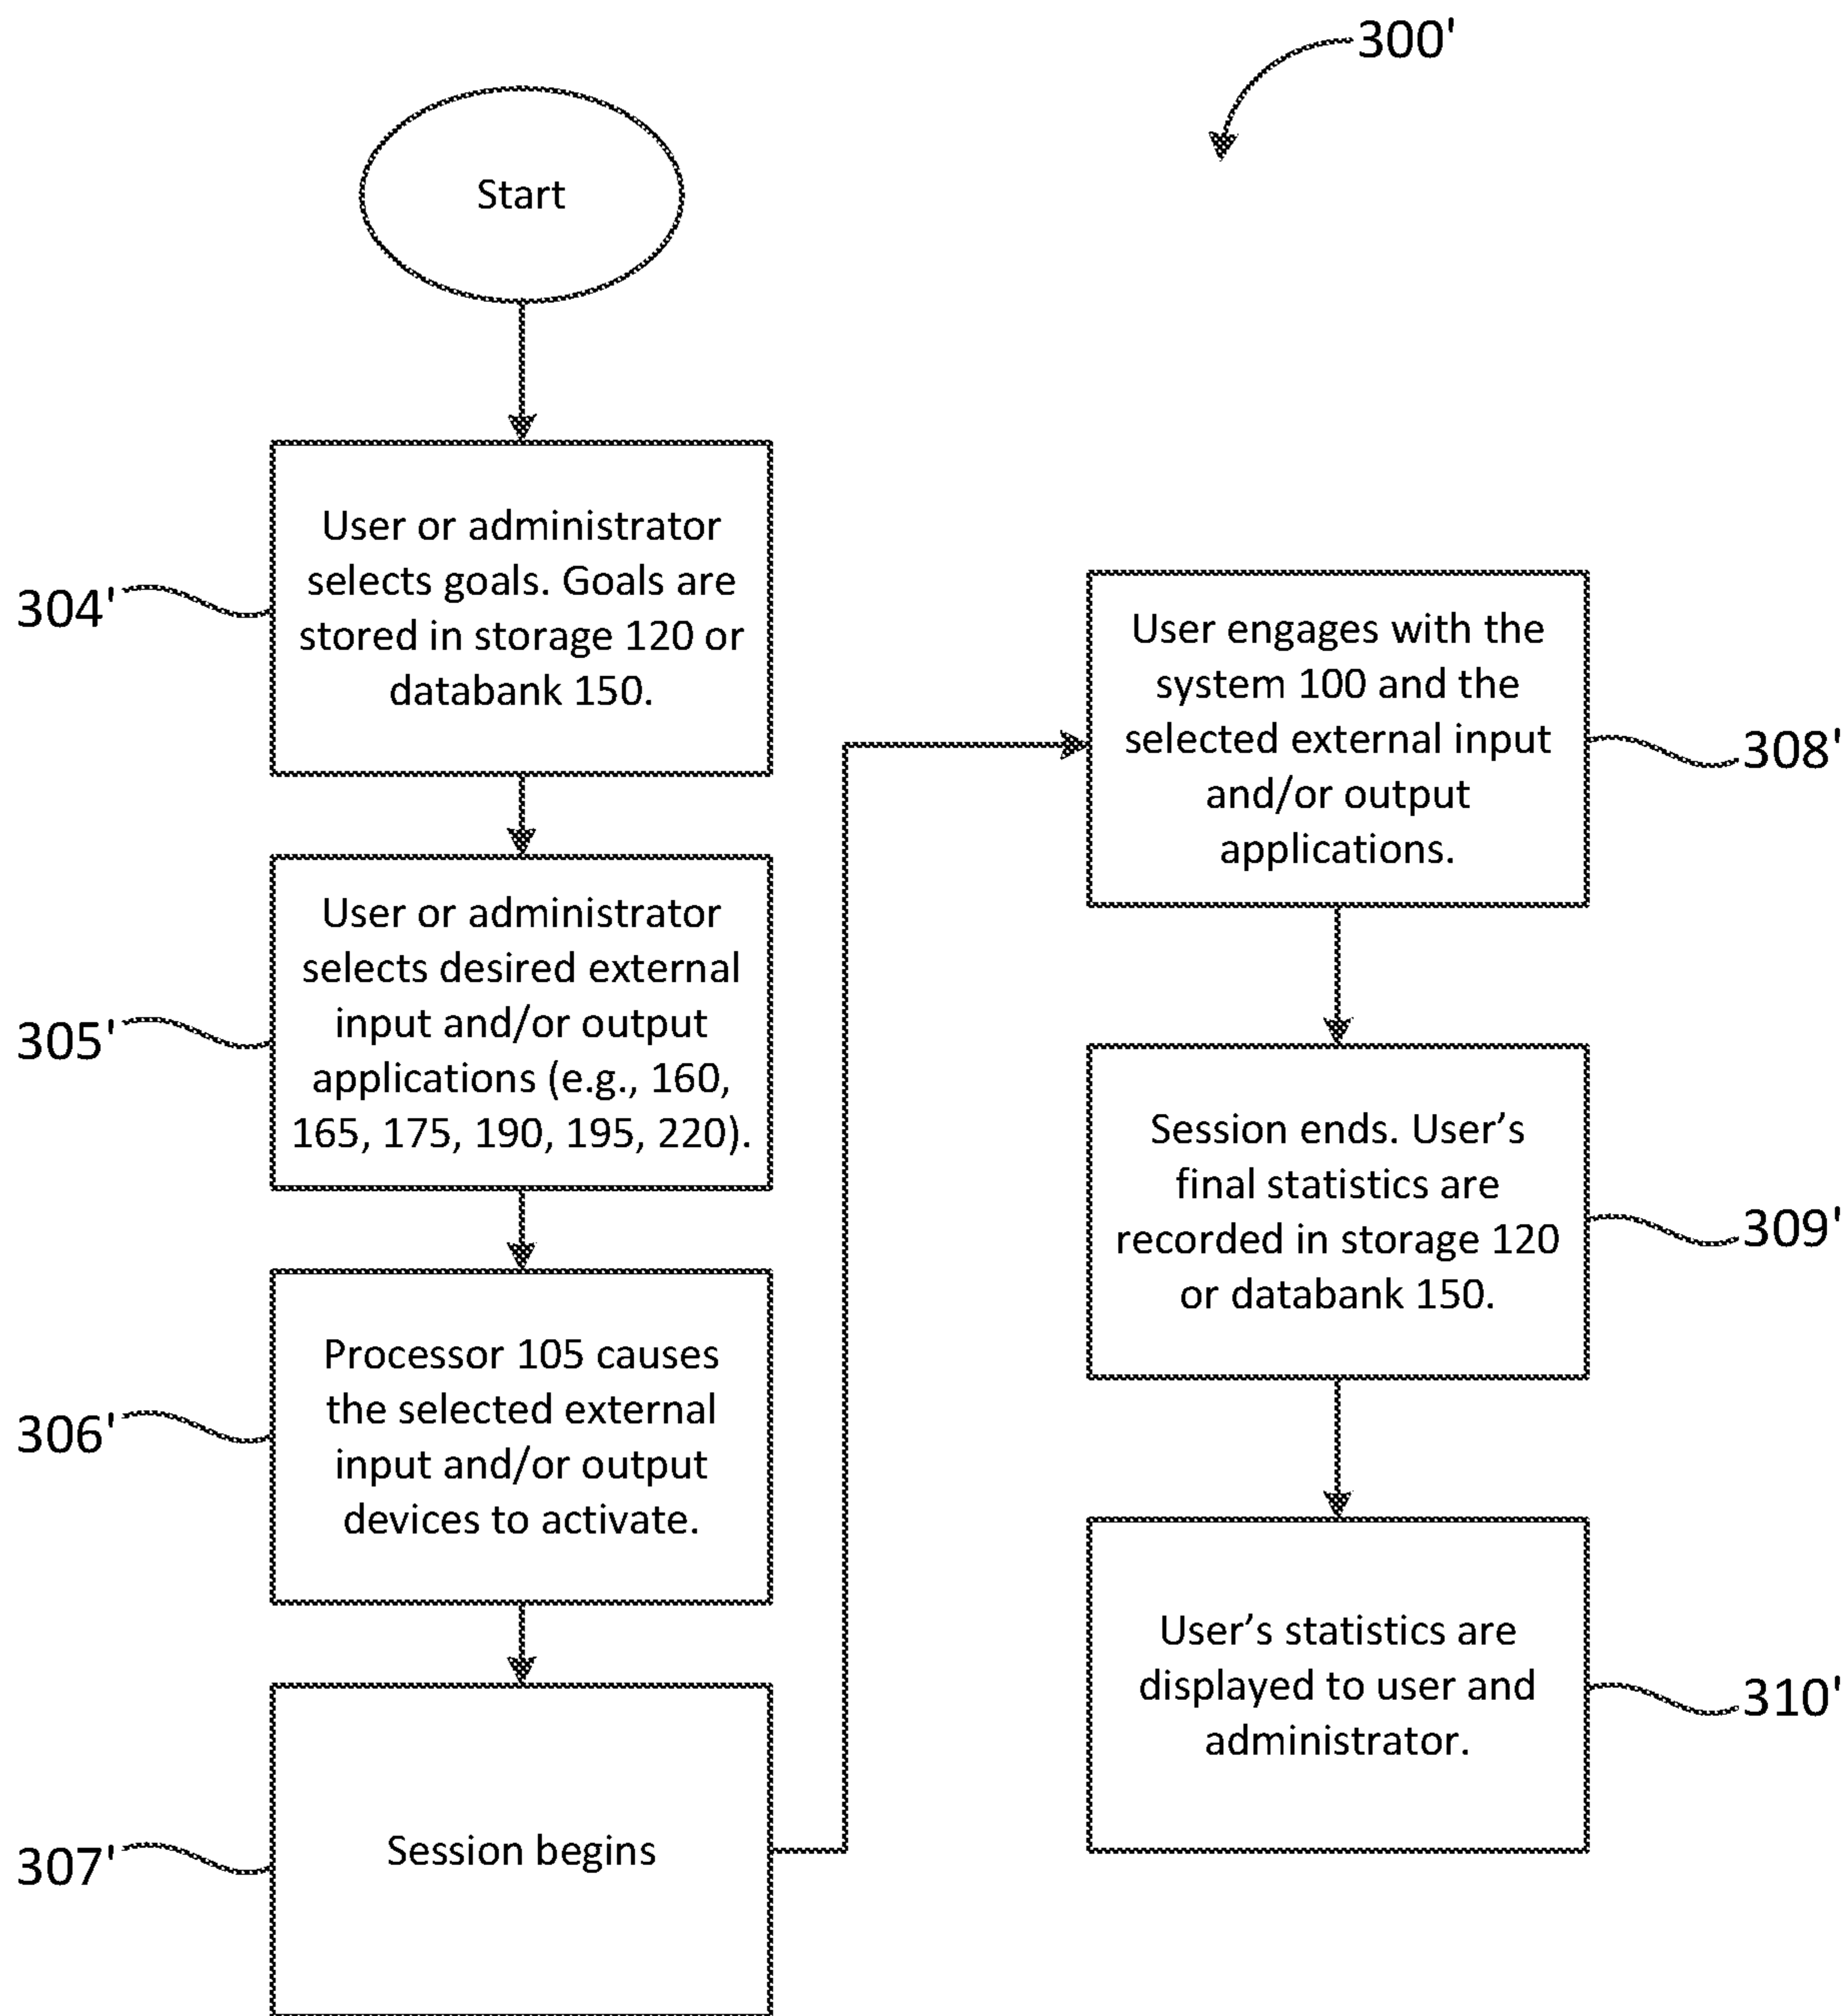 300'
Start
304'
User or administrator
selects goals. Goals are
stored in storage 120 or
databank 150.
305'
User or administrator
selects desired external
input and/or output
applications (e.g., 160,
165, 175, 190, 195, 220).
306'
Processor 105 causes
the selected external
input and/or output
devices to activate.
307'
Session begins
User engages with the
system 100 and the
selected external input
and/or output
applications.
308'
Session ends. User’s
final statistics are
recorded in storage 120
or databank 150.
309'
User’s statistics are
displayed to user and
administrator.
310'